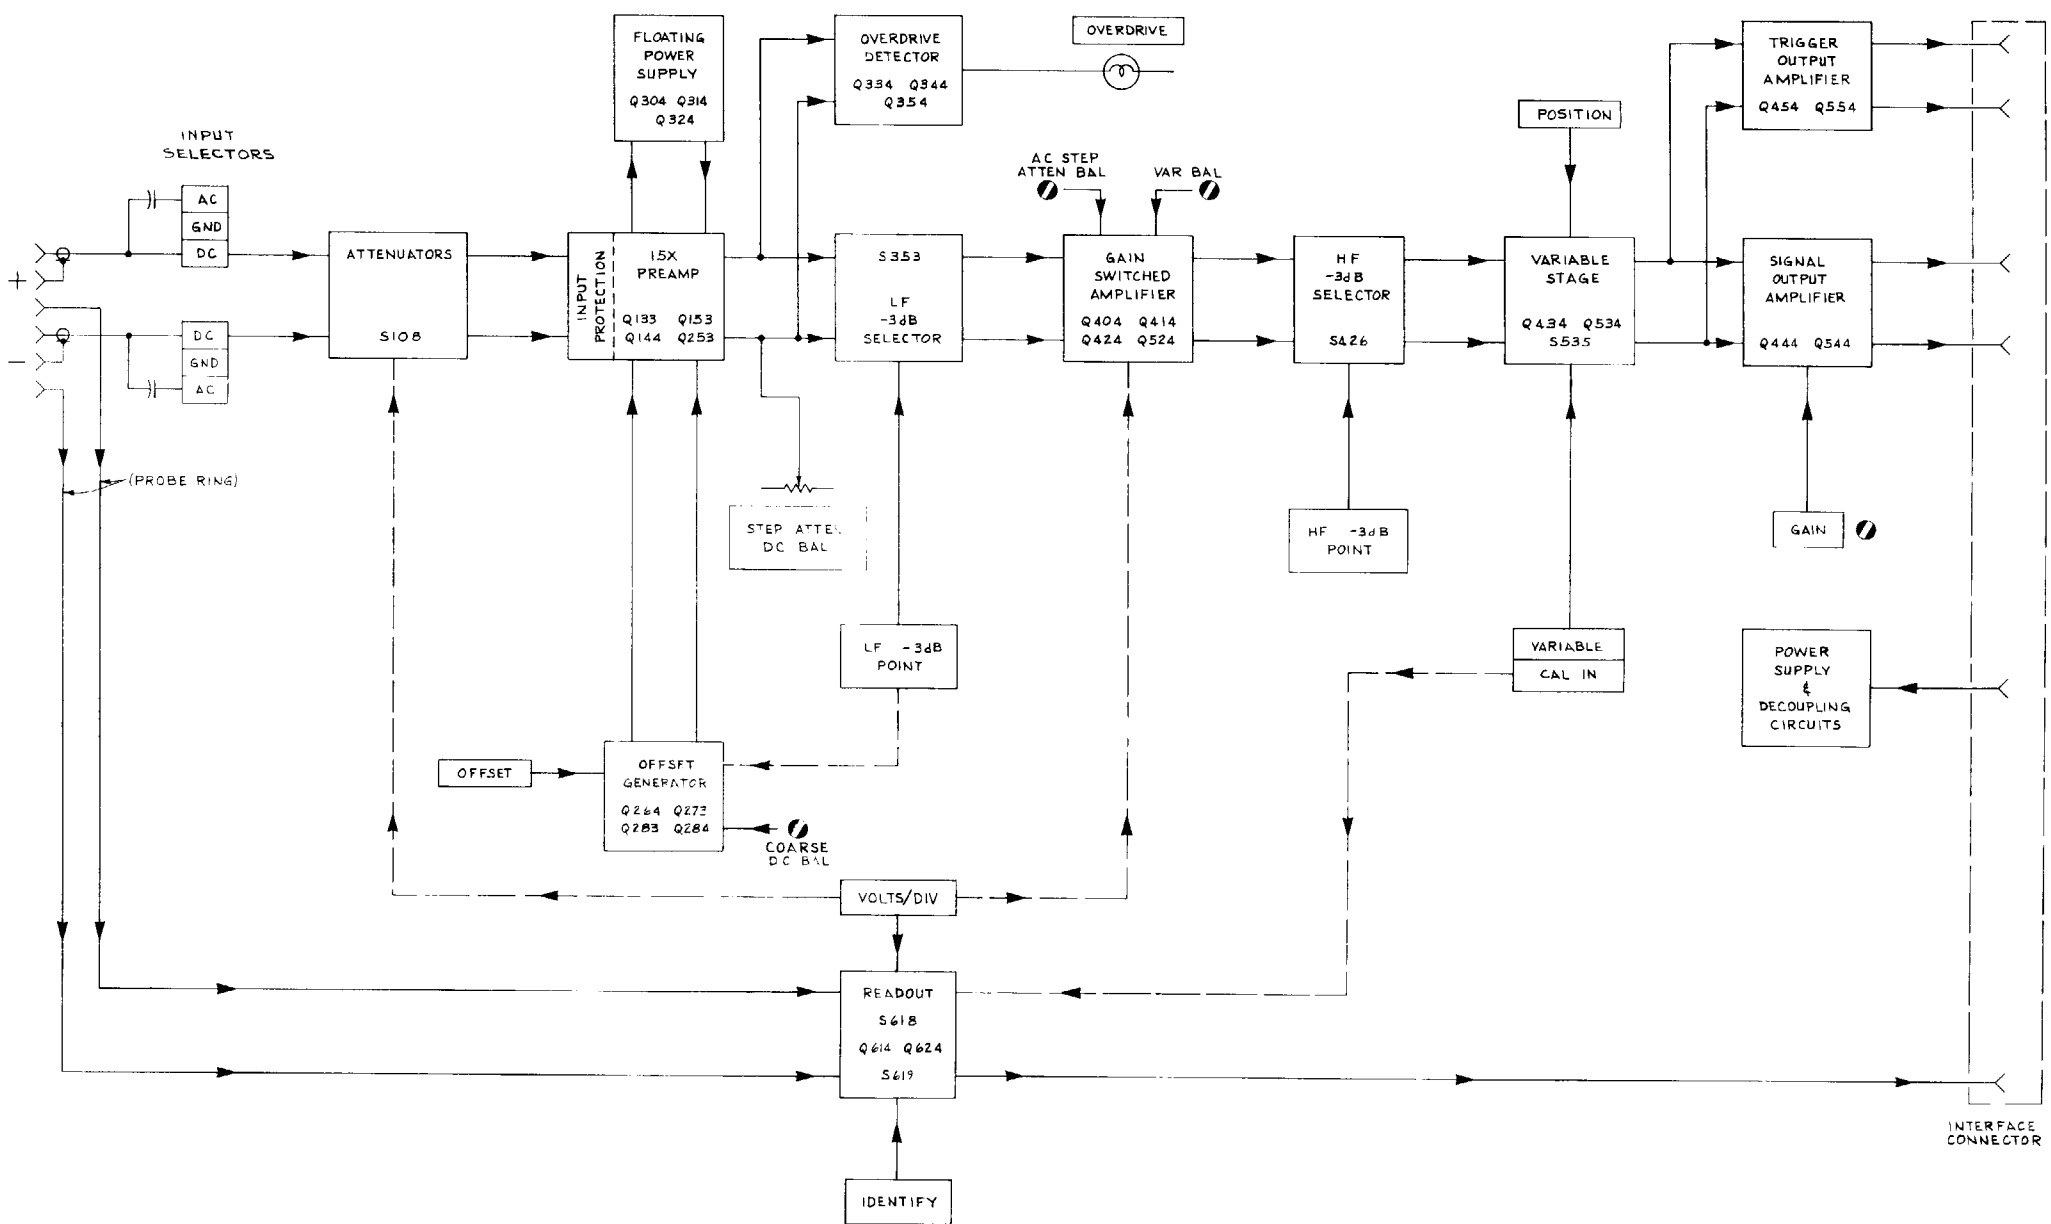 INPUT
SELECTORS
AC
GND
DC
+
DC
GND
AC
–
(PROBE RING)
ATTENUATORS
S108
FLOATING
POWER
SUPPLY
Q304 Q314
Q324
INPUT
PROTECTION
15X
PREAMP
Q133 Q153
Q144 Q253
OVERDRIVE
DETECTOR
Q334 Q344
Q354
OVERDRIVE
S353
LF
-3dB
SELECTOR
STEP ATTEN
DC BAL
LF -3dB
POINT
OFFSET
OFFSET
GENERATOR
Q264 Q273
Q283 Q284
COARSE
DC BAL
AC STEP
ATTEN BAL
VAR BAL
GAIN
SWITCHED
AMPLIFIER
Q404 Q414
Q424 Q524
HF
-3dB
SELECTOR
S426
HF -3dB
POINT
POSITION
VARIABLE
STAGE
Q434 Q534
S535
VARIABLE
CAL IN
TRIGGER
OUTPUT
AMPLIFIER
Q454 Q554
SIGNAL
OUTPUT
AMPLIFIER
Q444 Q544
GAIN
POWER
SUPPLY
&
DECOUPLING
CIRCUITS
VOLTS/DIV
READOUT
S618
Q614 Q624
S619
IDENTIFY
INTERFACE
CONNECTOR